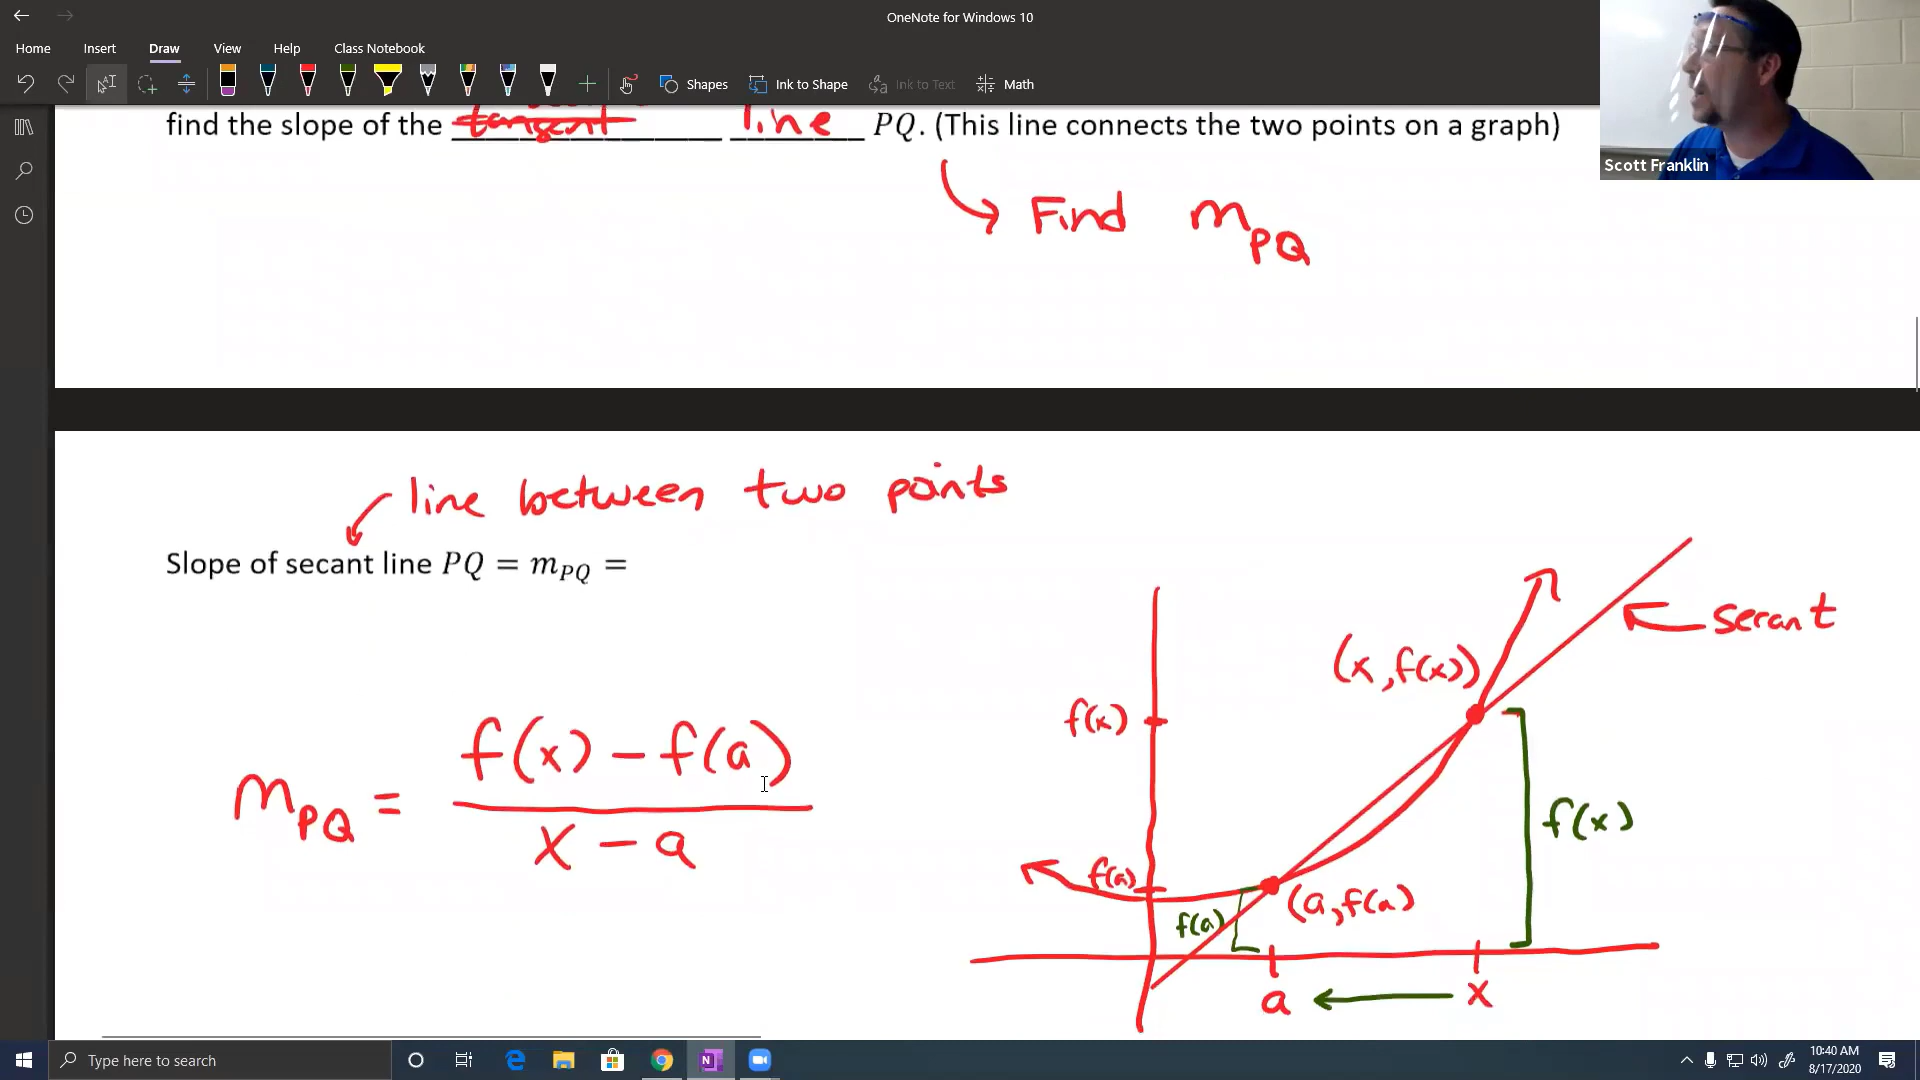 OneNote for Windows 10
Home Insert Draw View Help Class Notebook
Shapes Ink to Shape Ink to Text Math
find the slope of the tangent line PQ. (This line connects the two points on a graph)
Scott Franklin
Find m_PQ
line between two points
Slope of secant line PQ = m_PQ =
secant
(x, f(x))
f(x)
m_PQ = f(x) - f(a)
x - a
f(x)
f(a)
(a, f(a))
f(a)
a x
Type here to search
10:40 AM
8/17/2020